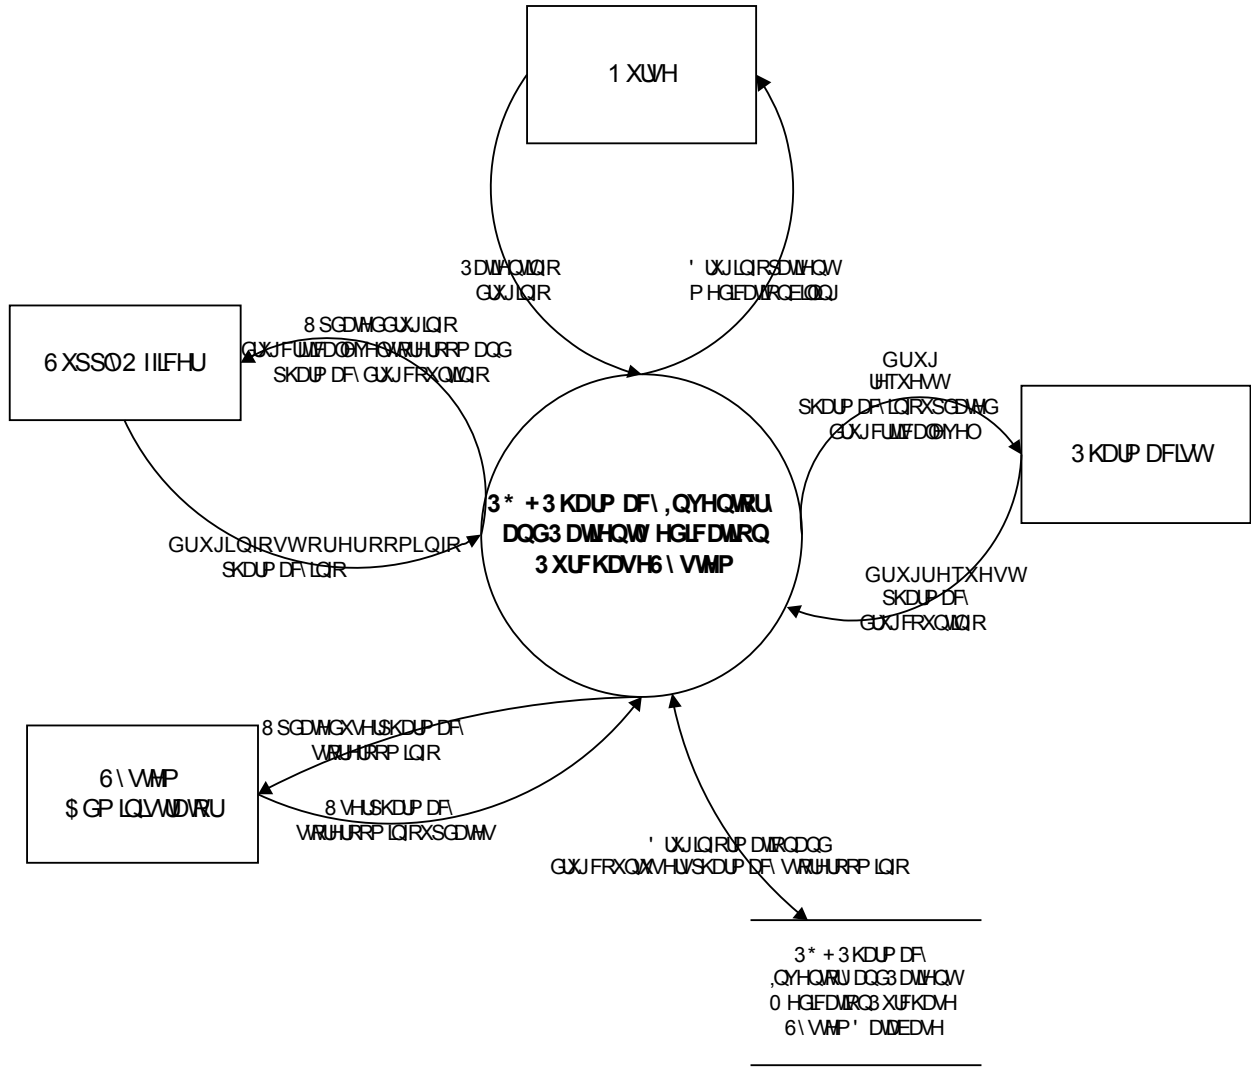 1 XUVH
3 DWLHQWLQIR
GUXJLQIR
' UXJLQIRSDWLHQW
P HGLFDWLRQELOOLQJ
8 SGDWHGGUXJLQIR
GUXJFULWLFDOOHYHOVWRUHURRP DQG
SKDUP DF\ GUXJFRXQWLQIR
6 XSSO\2 IILFHU
GUXJ
UHTXHVW
SKDUP DF\LQIRXSGDWHG
GUXJFULWLFDOOHYHO
3 KDUP DFLVW
3* +3 KDUP DF\ ,QYHQWRU\
DQG3 DWLHQW0 HGLFDWLRQ
3 XUFKDVH6\ VWHP
GUXJLQIRVWRUHURRPLQIR
SKDUP DF\LQIR
GUXJUHTXHVW
SKDUP DF\
GUXJFRXQWLQIR
8 SGDWHGXVHUSKDUP DF\
VWRUHURRP LQIR
6\ VWHP
$ GP LQLVWUDWRU
8 VHUSKDUP DF\
VWRUHURRP LQIRXSGDWHV
' UXJLQIRUP DWLRQDQG
GUXJFRXQWXVHUVSKDUP DF\ VWRUHURRP LQIR
3* +3 KDUP DF\
,QYHQWRU\ DQG3 DWLHQW
0 HGLFDWLRQ3 XUFKDVH
6\ VWHP' DWDEDVH